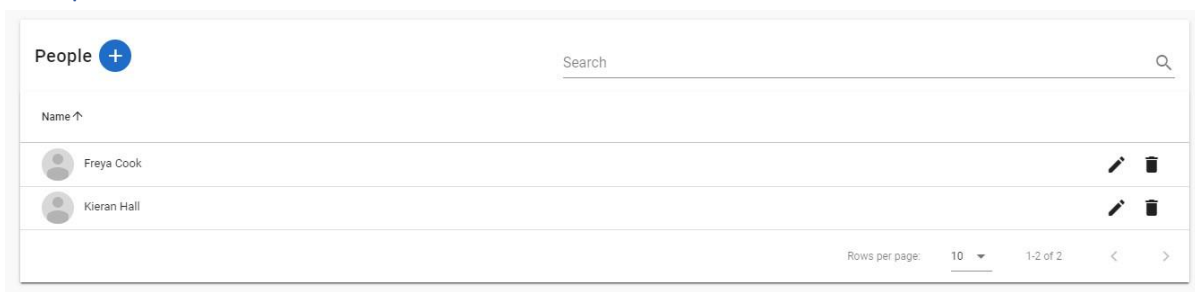 People
Search
Name
Freya Cook
Kieran Hall
Rows per page: 10 1-2 of 2